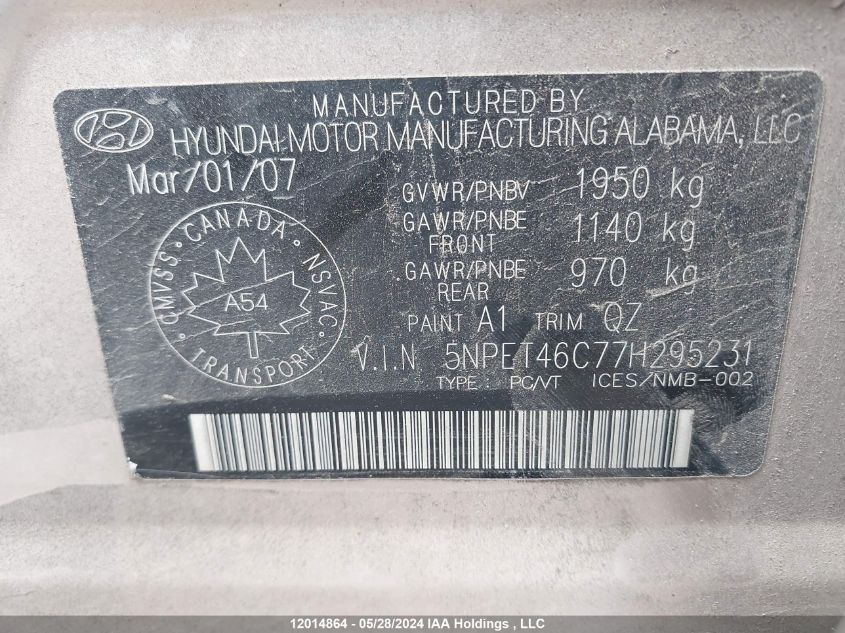 MANUFACTURED BY
HYUNDAI MOTOR MANUFACTURING ALABAMA, LLC
Mar/01/07
GVWR/PNBV 1950 kg
GAWR/PNBE FRONT 1140 kg
GAWR/PNBE REAR 970 kg
PAINT A1 TRIM QZ
V.I.N 5NPET46C77H295231
TYPE : PC/VT ICES/NMB-002
CMVSS • CANADA • NSVAC
A54
TRANSPORT
12014864 - 05/28/2024 IAA Holdings , LLC